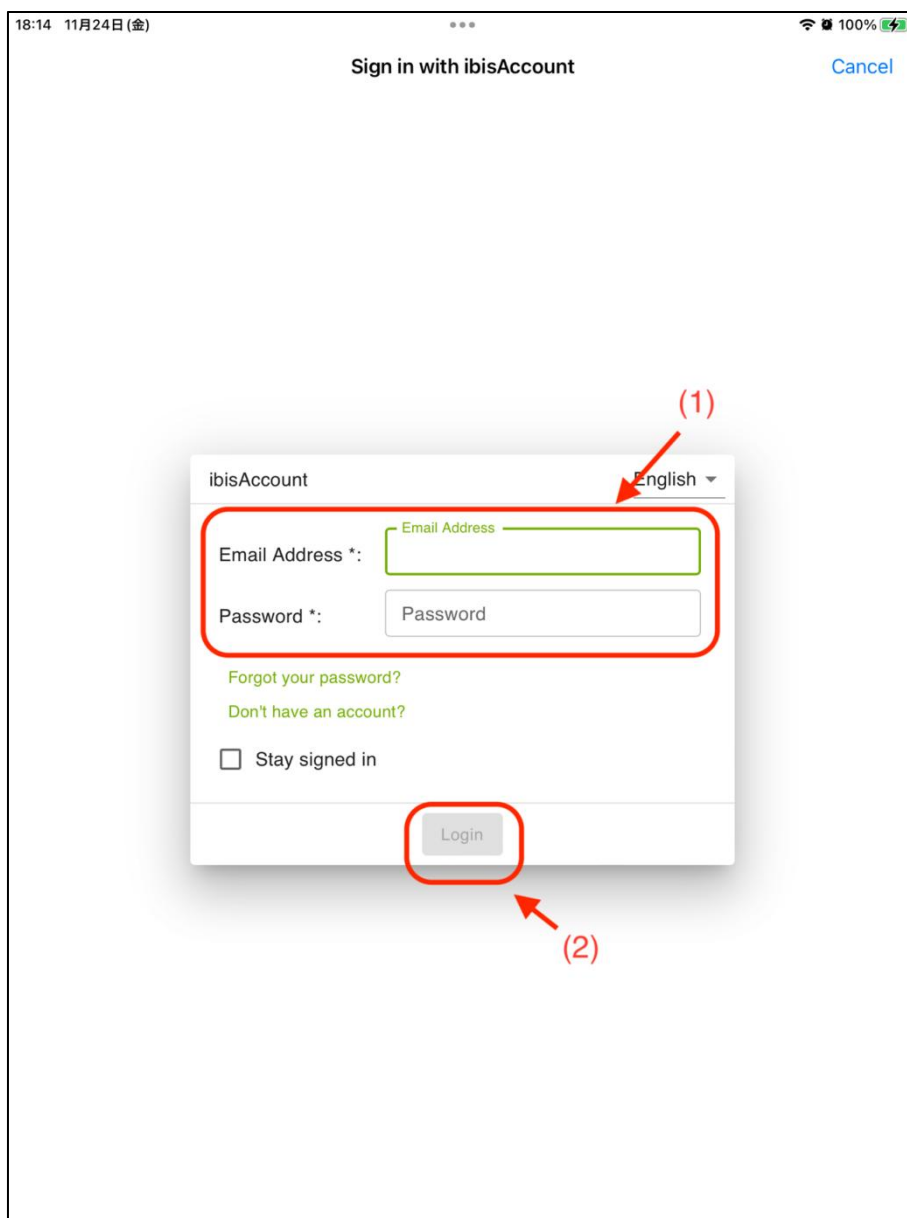 18:14 11月24日(金) 100%
Sign in with ibisAccount Cancel
(1)
ibisAccount English
Email Address
Email Address *:
Password *: Password
Forgot your password?
Don't have an account?
Stay signed in
Login
(2)